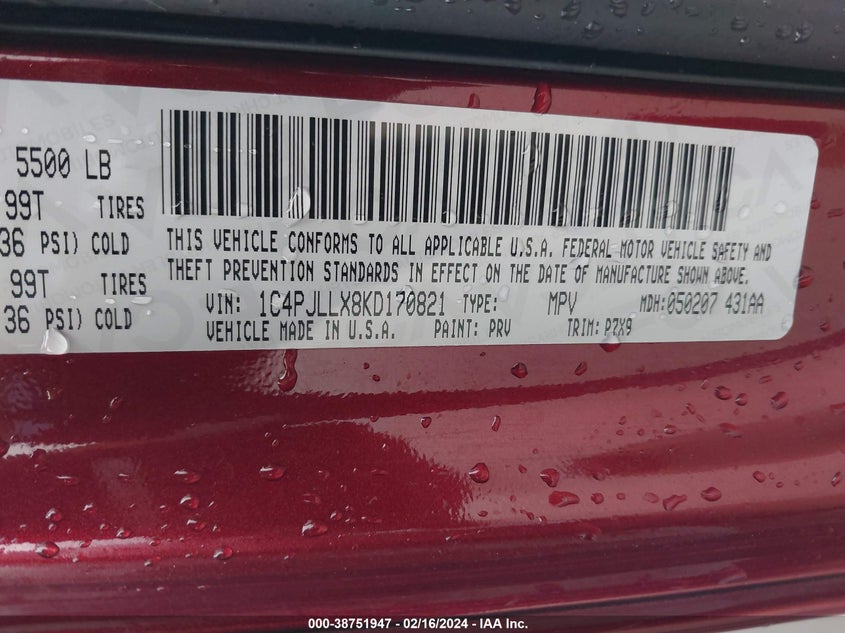 5500 LB
99T TIRES
36 PSI) COLD
99T TIRES
36 PSI) COLD
THIS VEHICLE CONFORMS TO ALL APPLICABLE U.S.A. FEDERAL MOTOR VEHICLE SAFETY AND
THEFT PREVENTION STANDARDS IN EFFECT ON THE DATE OF MANUFACTURE SHOWN ABOVE.
VIN: 1C4PJLLX8KD170821 TYPE: MPV MDH:050207 431AA
VEHICLE MADE IN U.S.A. PAINT: PRV TRIM: PZX9
000-38751947 - 02/16/2024 - IAA Inc.